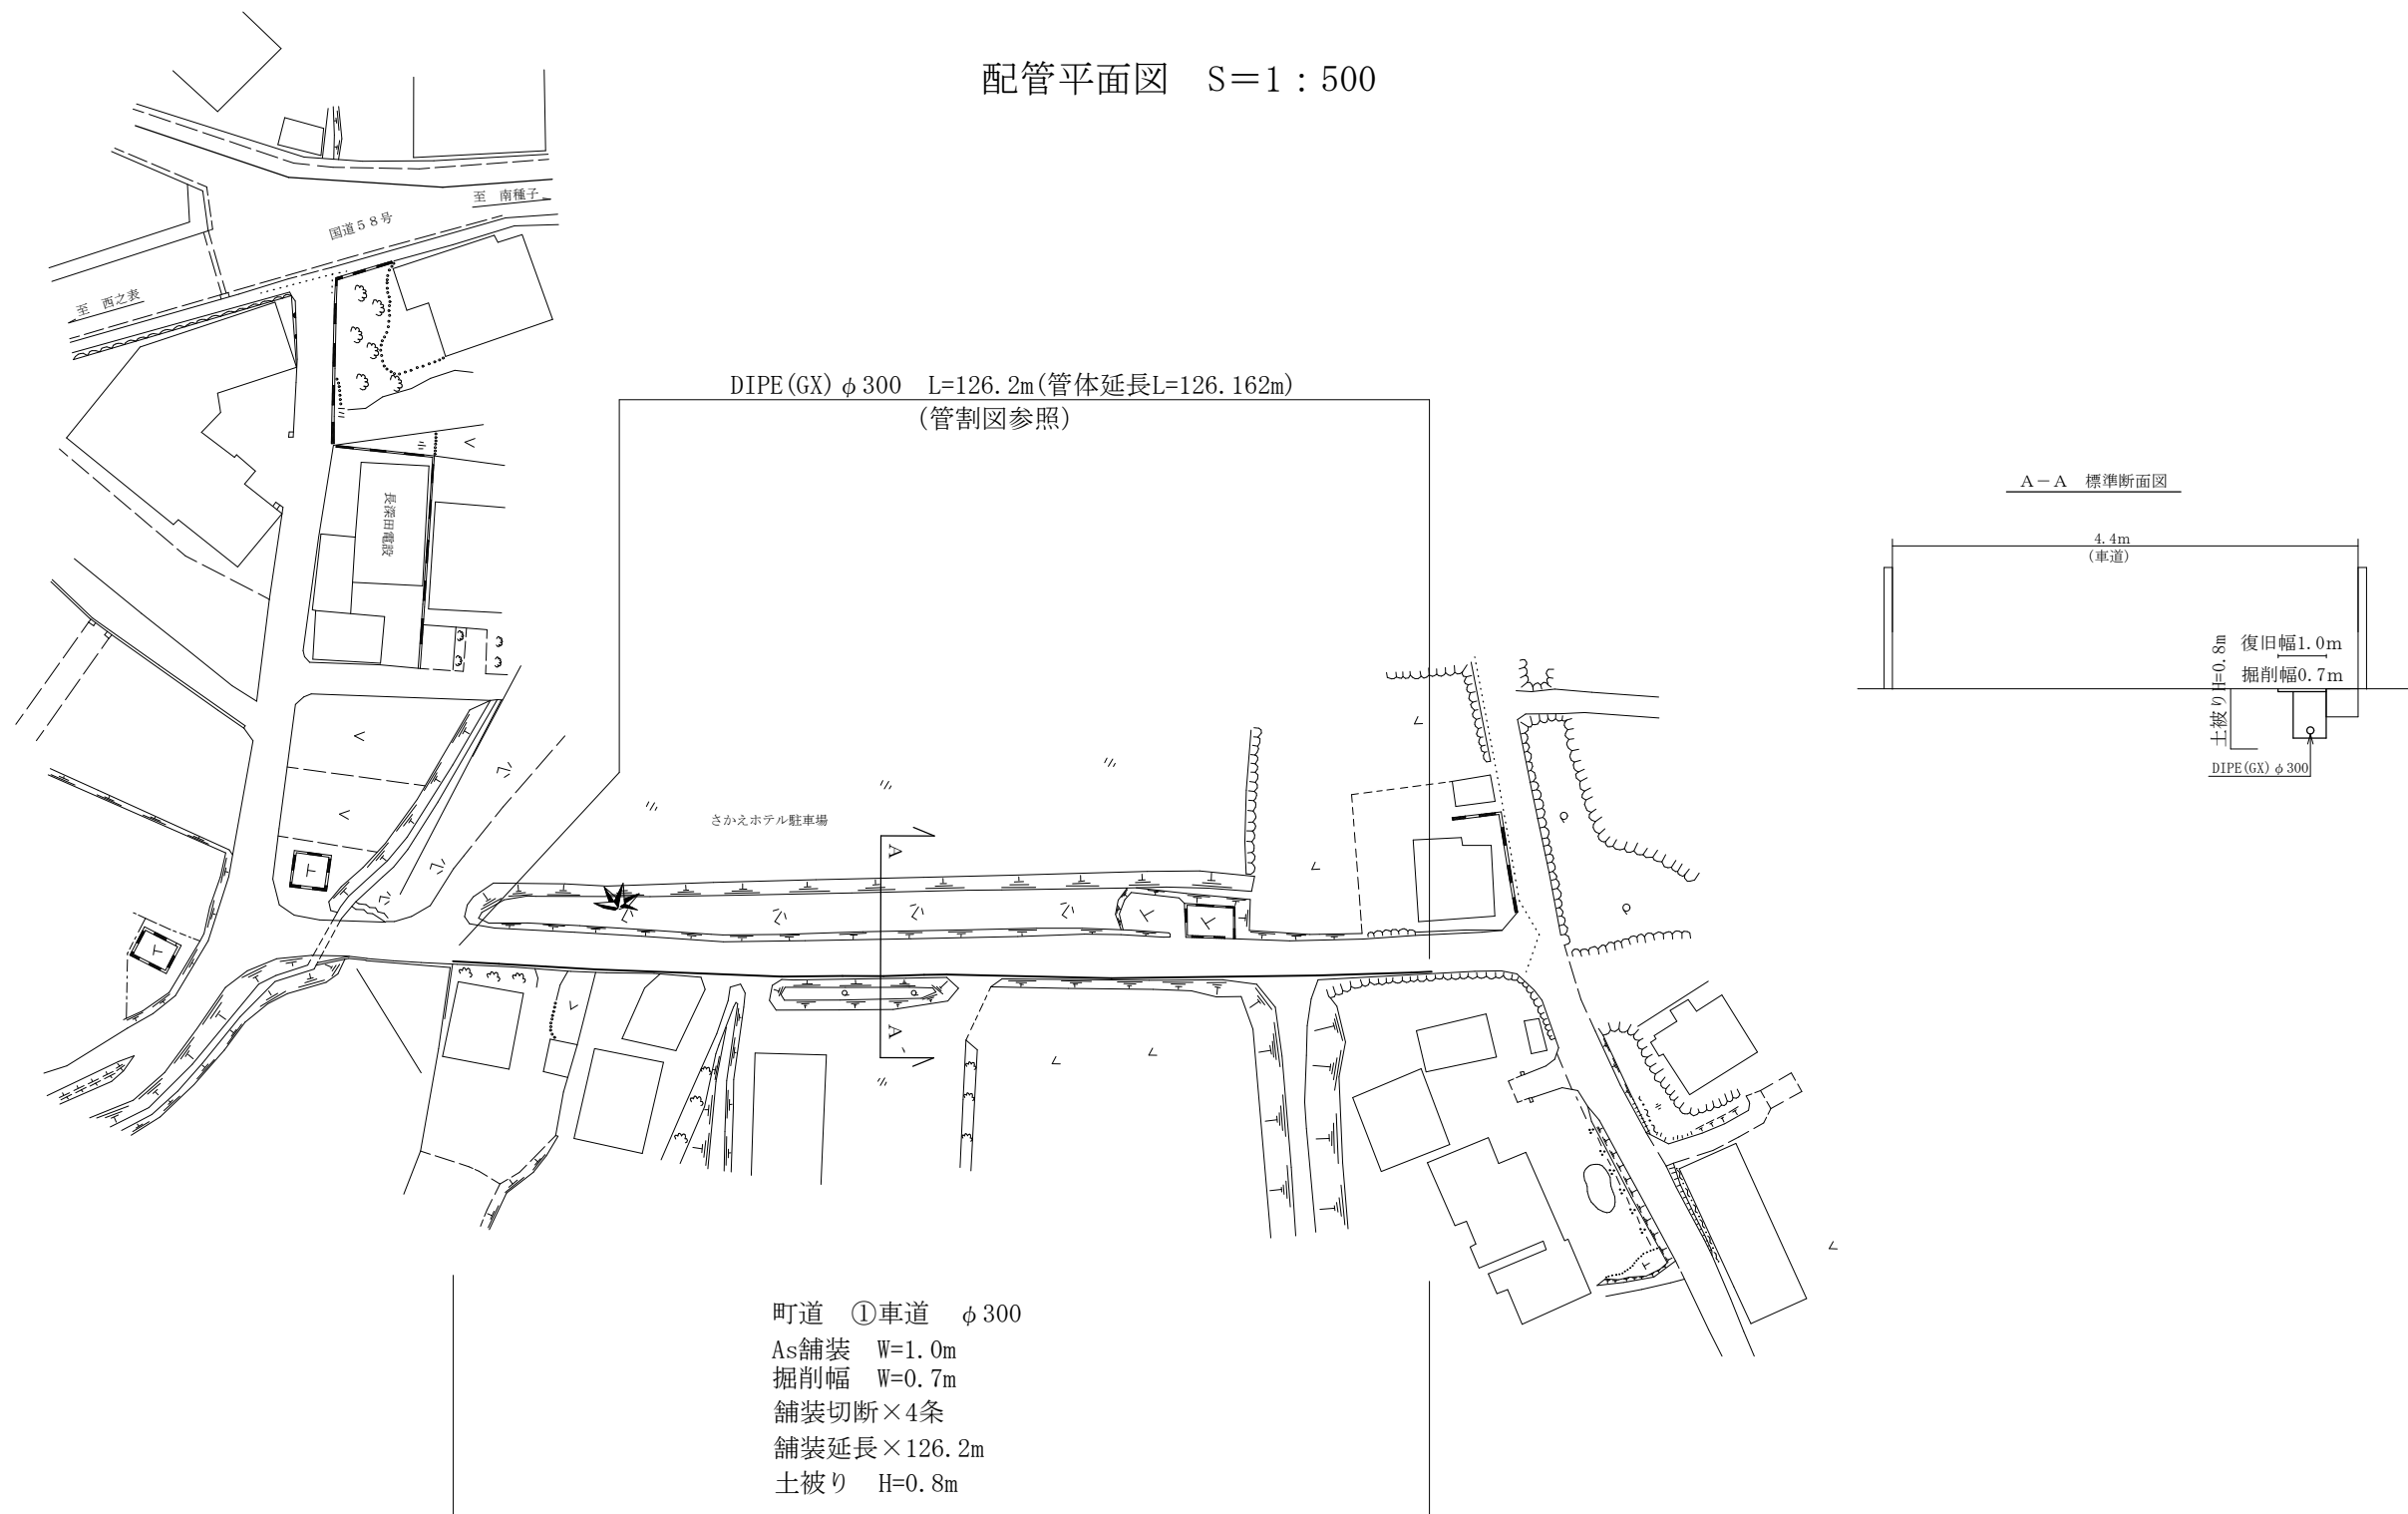 配管平面図　S＝1：500
至　南種子
国道５８号
至　西之表
DIPE(GX)φ300　L=126.2m(管体延長L=126.162m)
(管割図参照)
長深田電設
さかえホテル駐車場
A
A'
A－A　標準断面図
4.4m
(車道)
復旧幅1.0m
掘削幅0.7m
土被りH=0.8m
DIPE(GX)φ300
町道　①車道　φ300
As舗装　W=1.0m
掘削幅　W=0.7m
舗装切断×4条
舗装延長×126.2m
土被り　H=0.8m